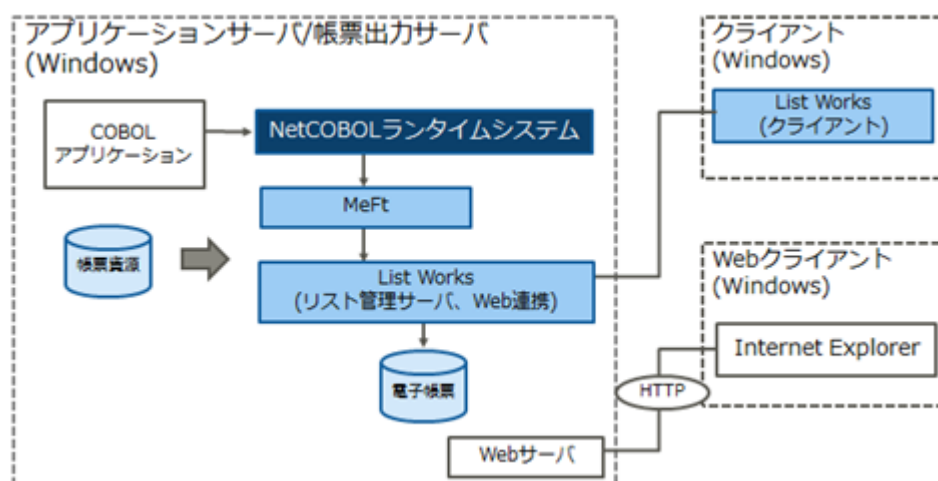 アプリケーションサーバ/帳票出力サーバ
(Windows)
COBOL
アプリケーション
NetCOBOLランタイムシステム
MeFt
帳票資源
List Works
(リスト管理サーバ、Web連携)
電子帳票
Webサーバ
HTTP
クライアント
(Windows)
List Works
(クライアント)
Webクライアント
(Windows)
Internet Explorer